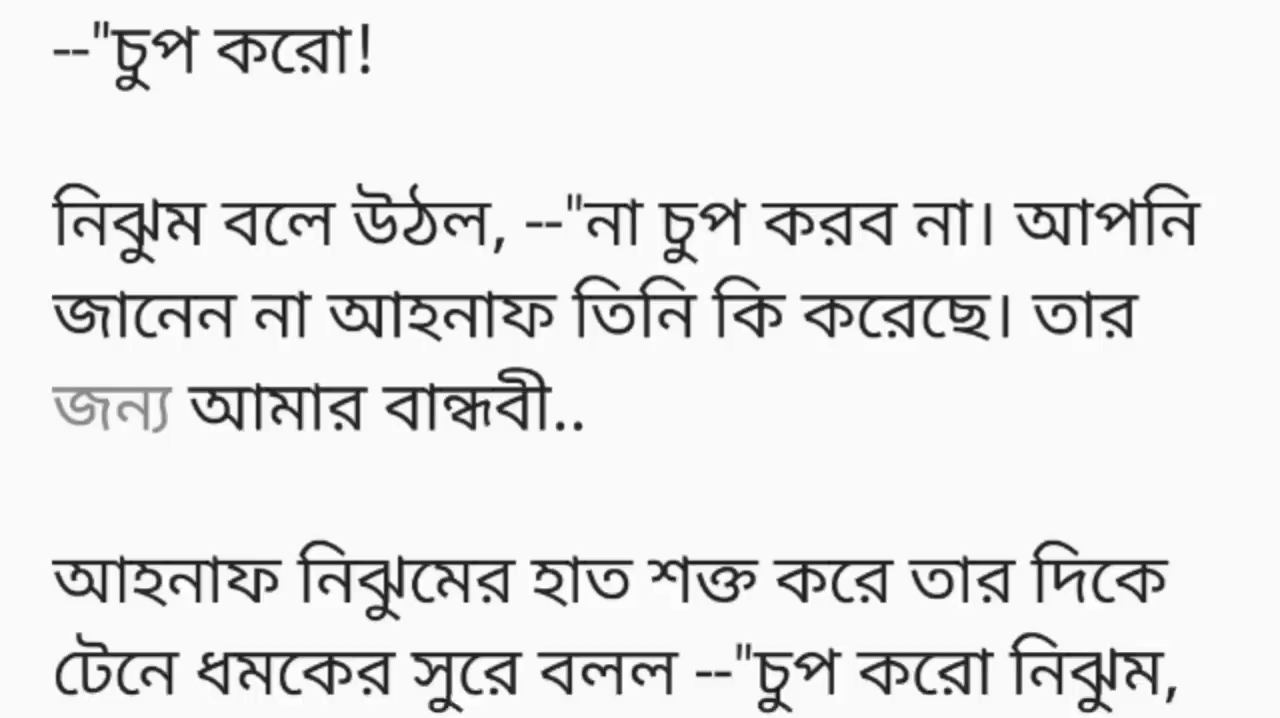 --"চুপ করো!
নিঝুম বলে উঠল, --"না চুপ করব না। আপনি
জানেন না আহনাফ তিনি কি করেছে। তার
জন্য আমার বান্ধবী..
আহনাফ নিঝুমের হাত শক্ত করে তার দিকে
টেনে ধমকের সুরে বলল --"চুপ করো নিঝুম,